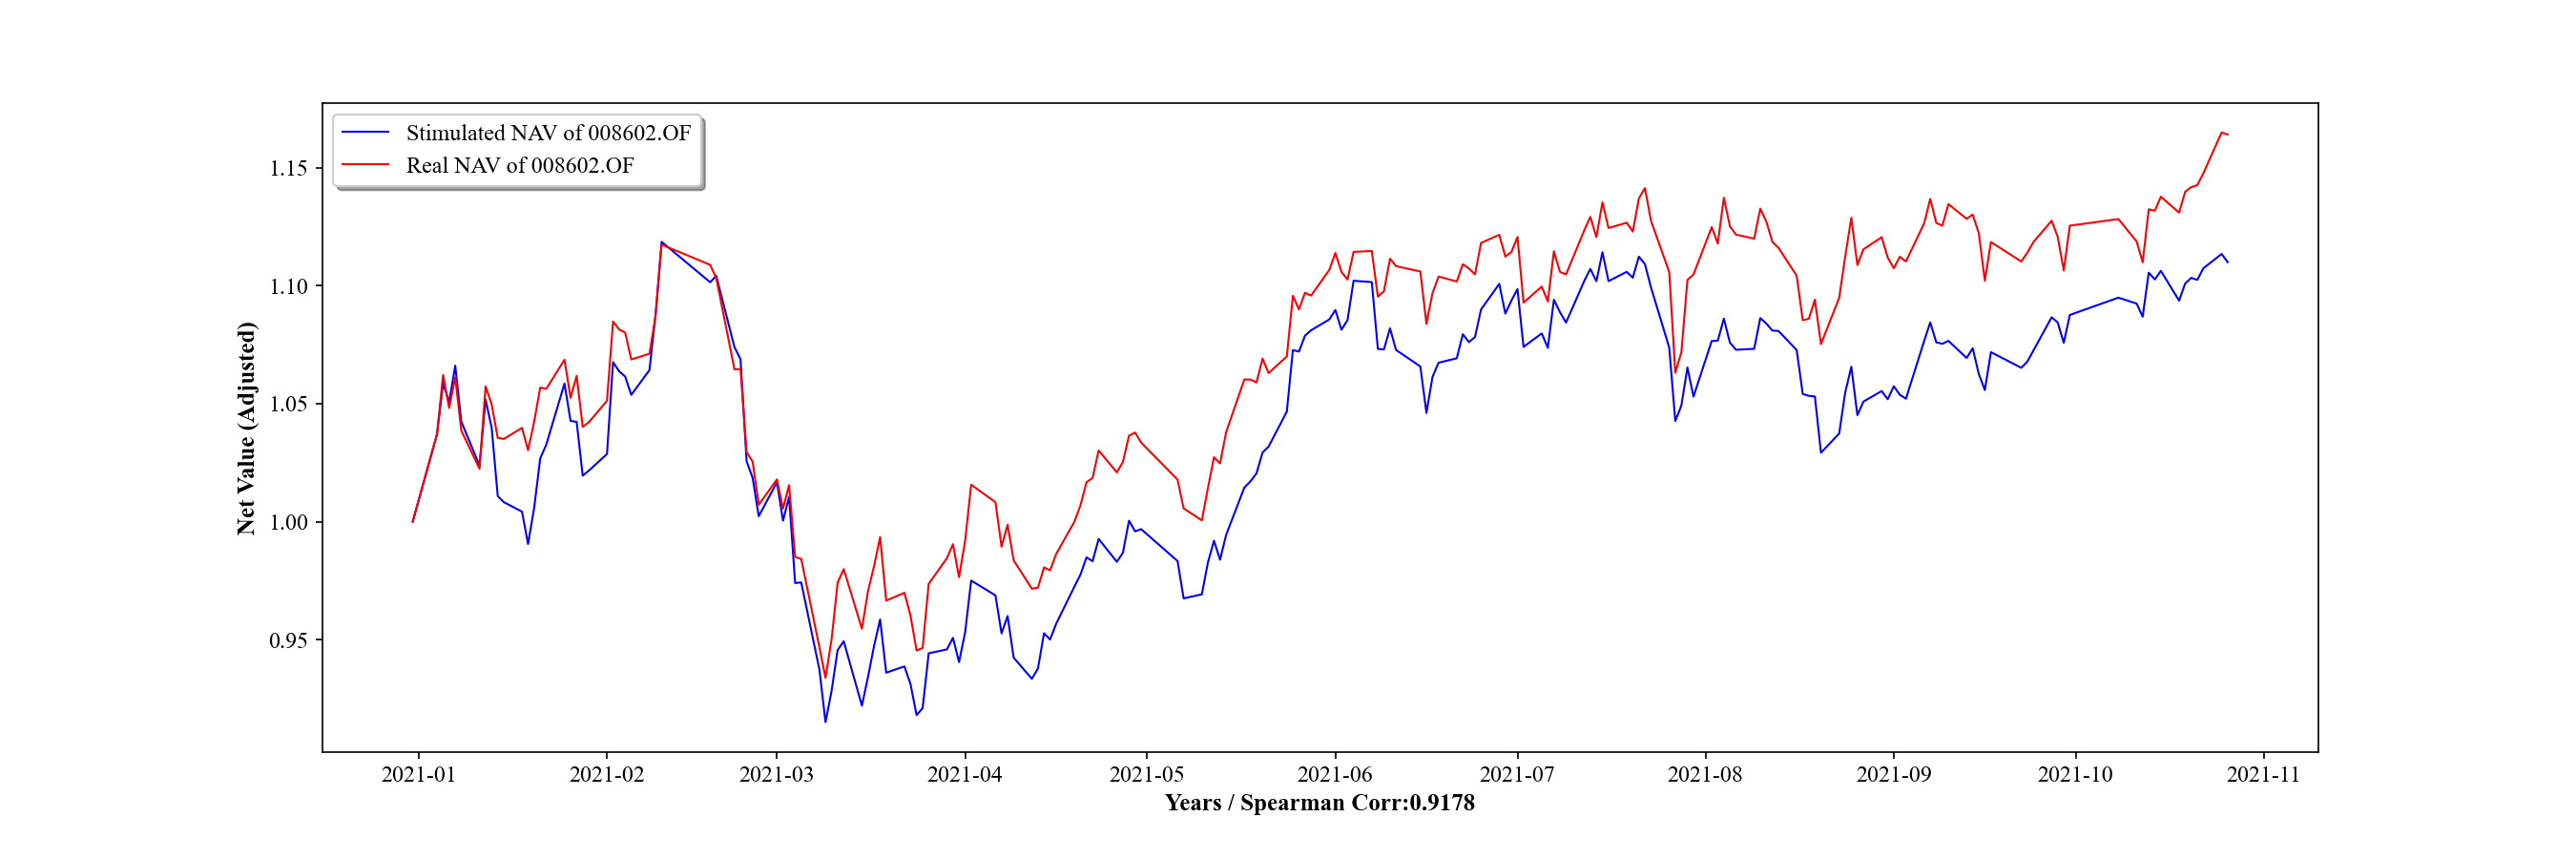 Stimulated NAV of 008602.OF
Real NAV of 008602.OF
Net Value (Adjusted)
1.15
1.10
1.05
1.00
0.95
2021-01 2021-02 2021-03 2021-04 2021-05 2021-06 2021-07 2021-08 2021-09 2021-10 2021-11
Years / Spearman Corr:0.9178